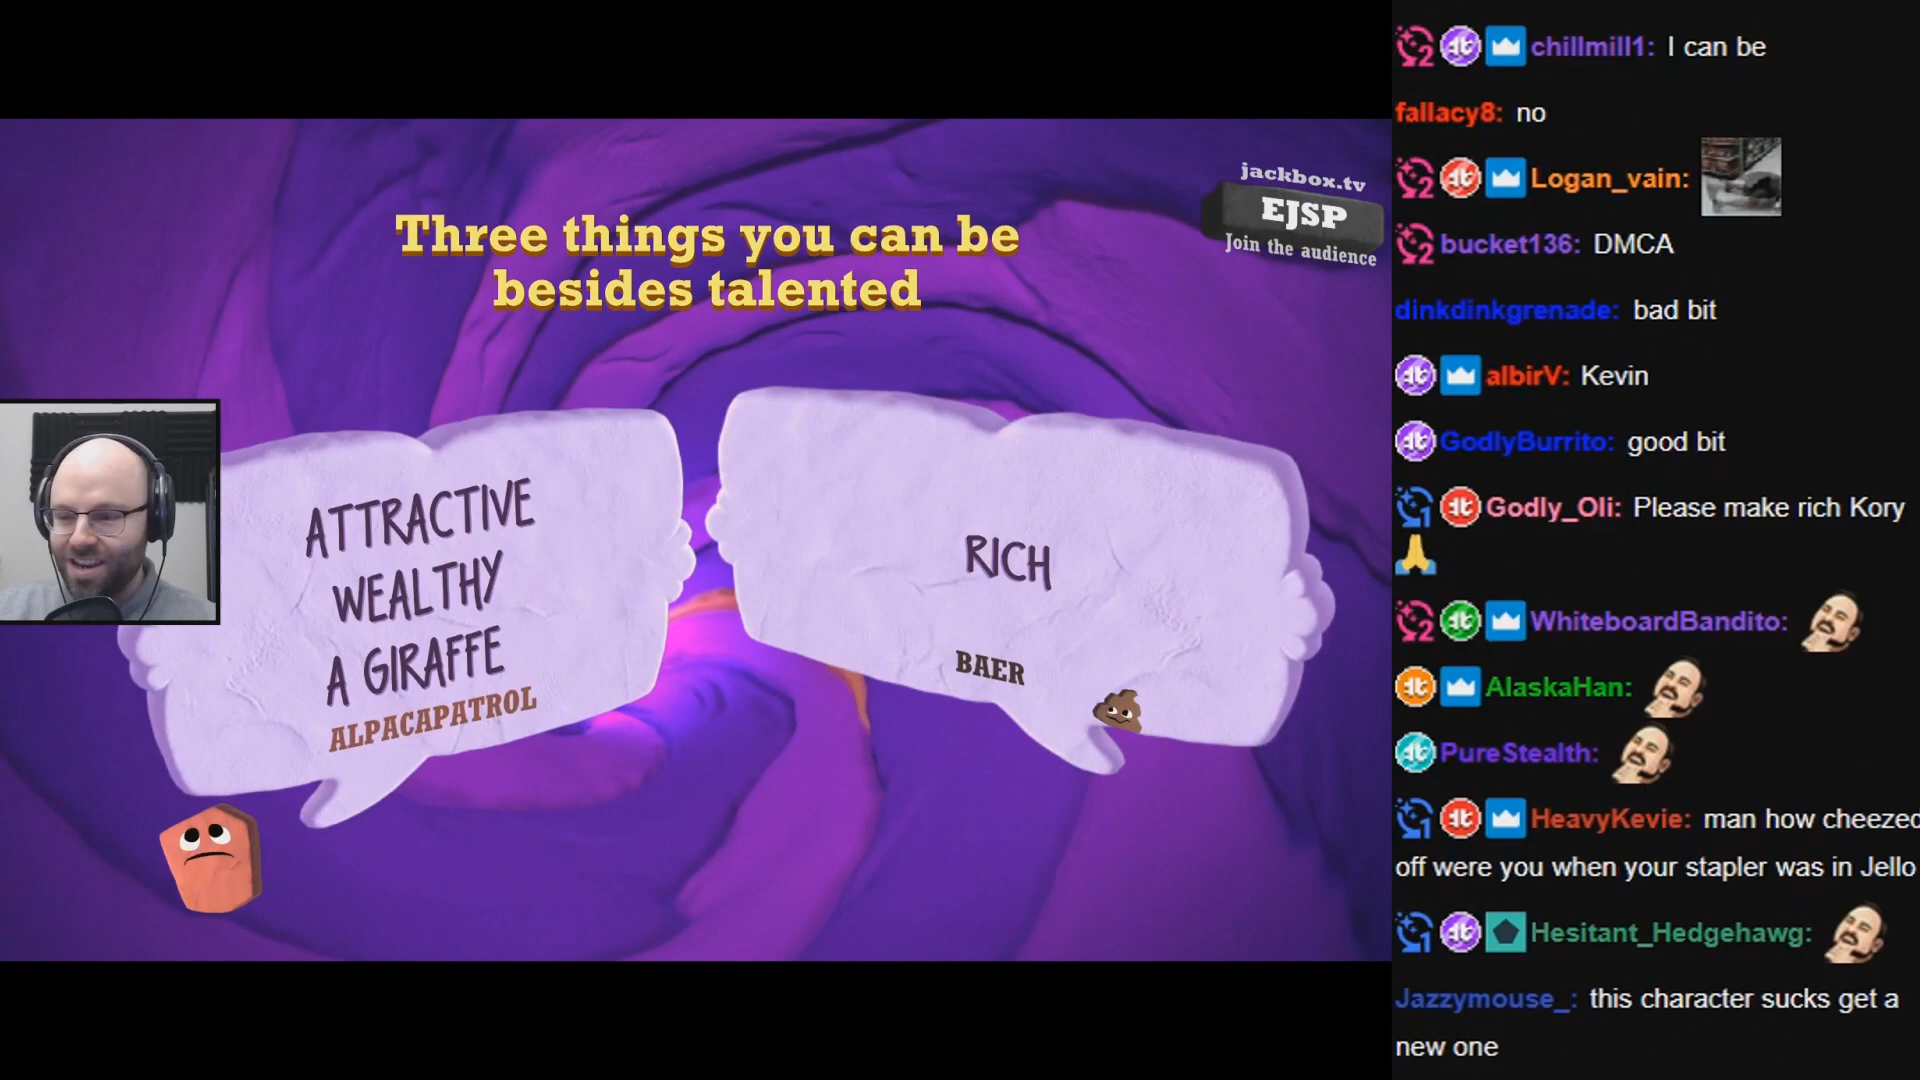 Three things you can be
besides talented
jackbox.tv
EJSP
Join the audience
ATTRACTIVE
WEALTHY
A GIRAFFE
ALPACAPATROL
RICH
BAER
chillmill1: I can be
fallacy8: no
Logan_vain:
bucket136: DMCA
dinkdinkgrenade: bad bit
albirV: Kevin
GodlyBurrito: good bit
Godly_Oli: Please make rich Kory
WhiteboardBandito:
AlaskaHan:
PureStealth:
HeavyKevie: man how cheezed
off were you when your stapler was in Jello
Hesitant_Hedgehawg:
Jazzymouse_: this character sucks get a
new one